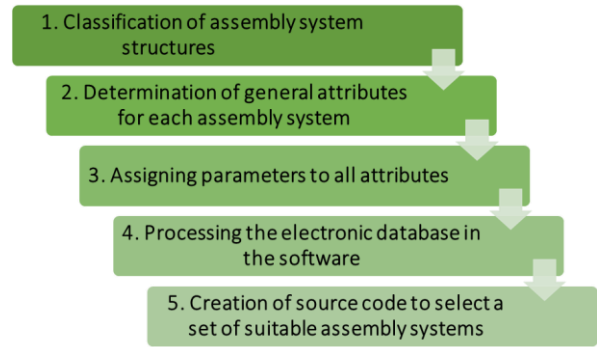 1. Classification of assembly system
structures
2. Determination of general attributes
for each assembly system
3. Assigning parameters to all attributes
4. Processing the electronic database in
the software
5. Creation of source code to select a
set of suitable assembly systems